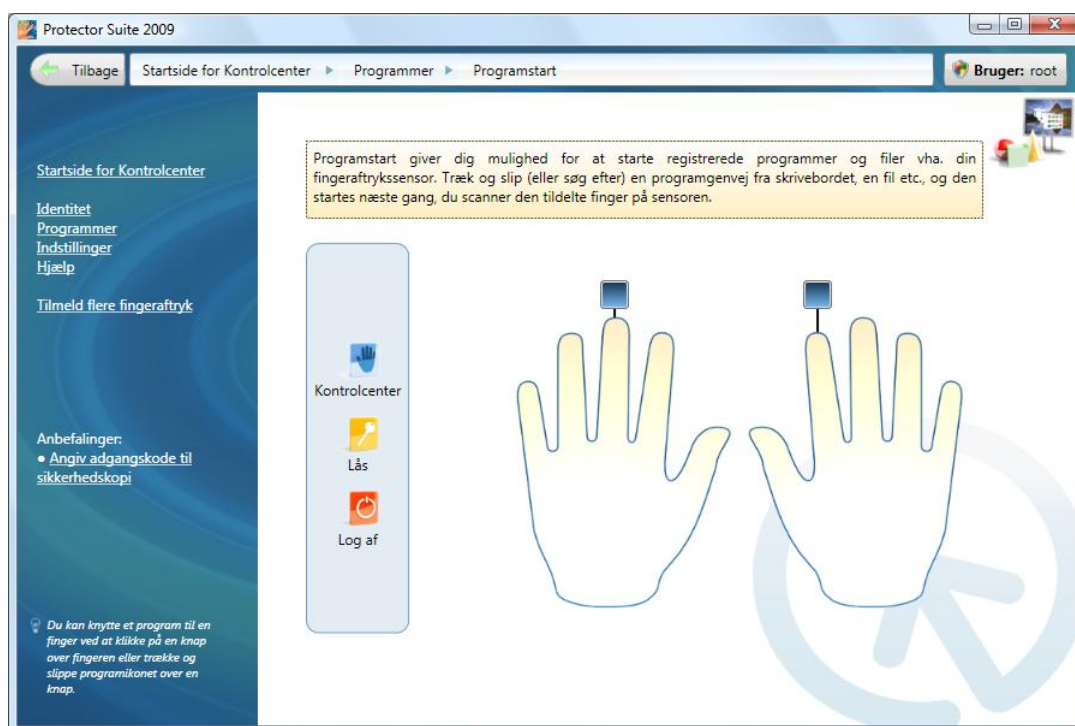 Protector Suite 2009
Tilbage
Startside for Kontrolcenter
Programmer
Programstart
Bruger: root
Startside for Kontrolcenter
Identitet
Programmer
Indstillinger
Hjælp
Tilmeld flere fingeraftryk
Anbefalinger:
● Angiv adgangskode til
sikkerhedskopi
Du kan knytte et program til en
finger ved at klikke på en knap
over fingeren eller trække og
slippe programikonet over en
knap.
Programstart giver dig mulighed for at starte registrerede programmer og filer vha. din
fingeraftrykssensor. Træk og slip (eller søg efter) en programgenvej fra skrivebordet, en fil etc., og den
startes næste gang, du scanner den tildelte finger på sensoren.
Kontrolcenter
Lås
Log af